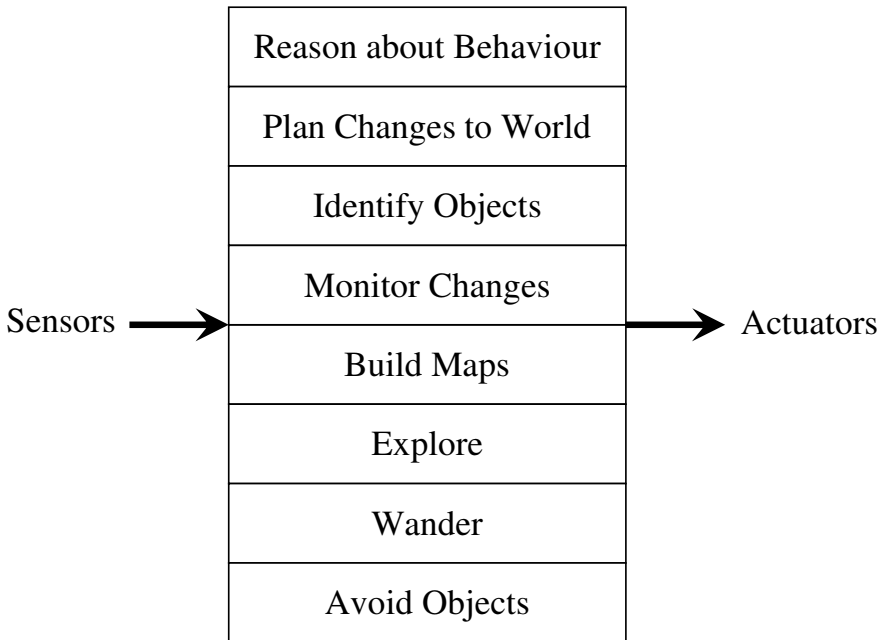 Reason about Behaviour
Plan Changes to World
Identify Objects
Monitor Changes
Sensors
Actuators
Build Maps
Explore
Wander
Avoid Objects